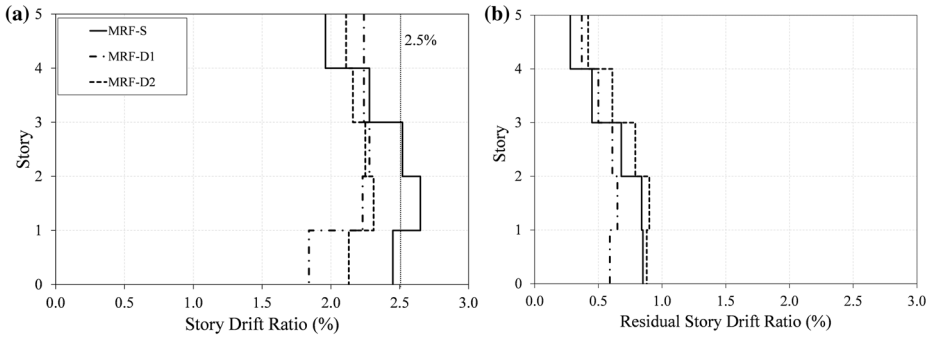 (a)
5
4
3
2
1
0
Story
MRF-S
MRF-D1
MRF-D2
2.5%
0.0 0.5 1.0 1.5 2.0 2.5 3.0
Story Drift Ratio (%)
(b)
5
4
3
2
1
0
Story
0.0 0.5 1.0 1.5 2.0 2.5 3.0
Residual Story Drift Ratio (%)